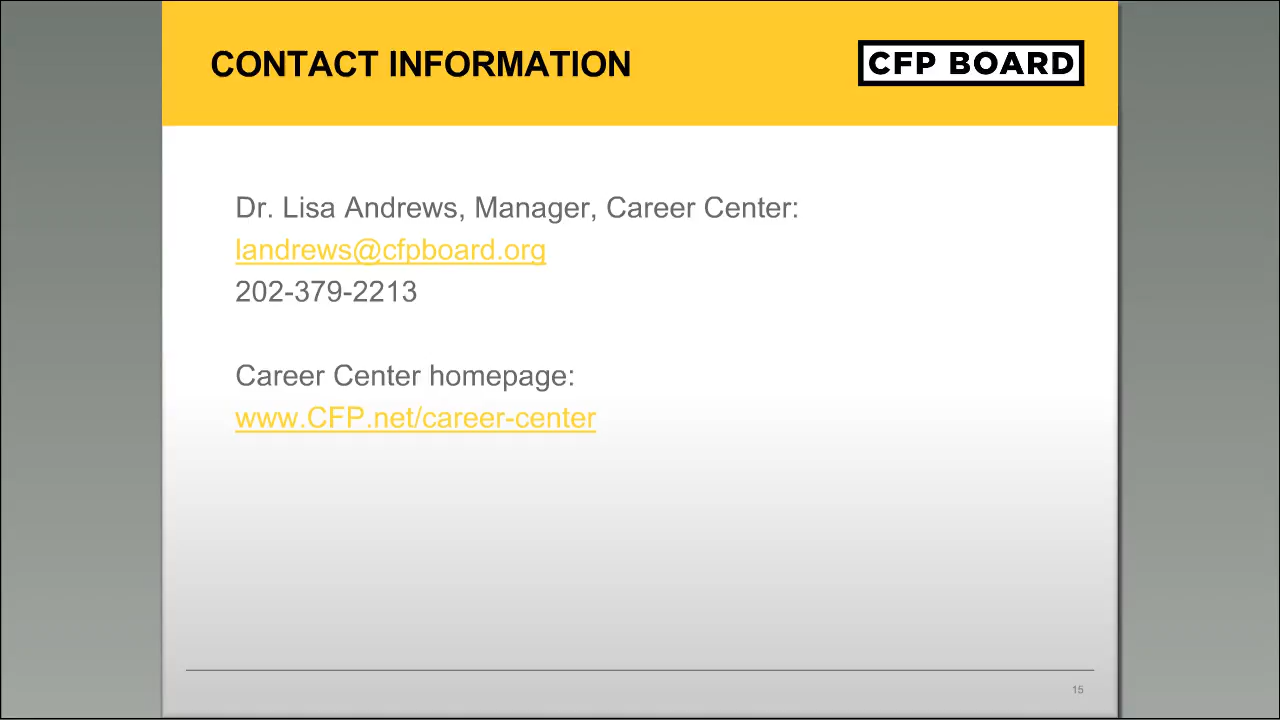 CONTACT INFORMATION
CFP BOARD
Dr. Lisa Andrews, Manager, Career Center:
landrews@cfpboard.org
202-379-2213
Career Center homepage:
www.CFP.net/career-center
15